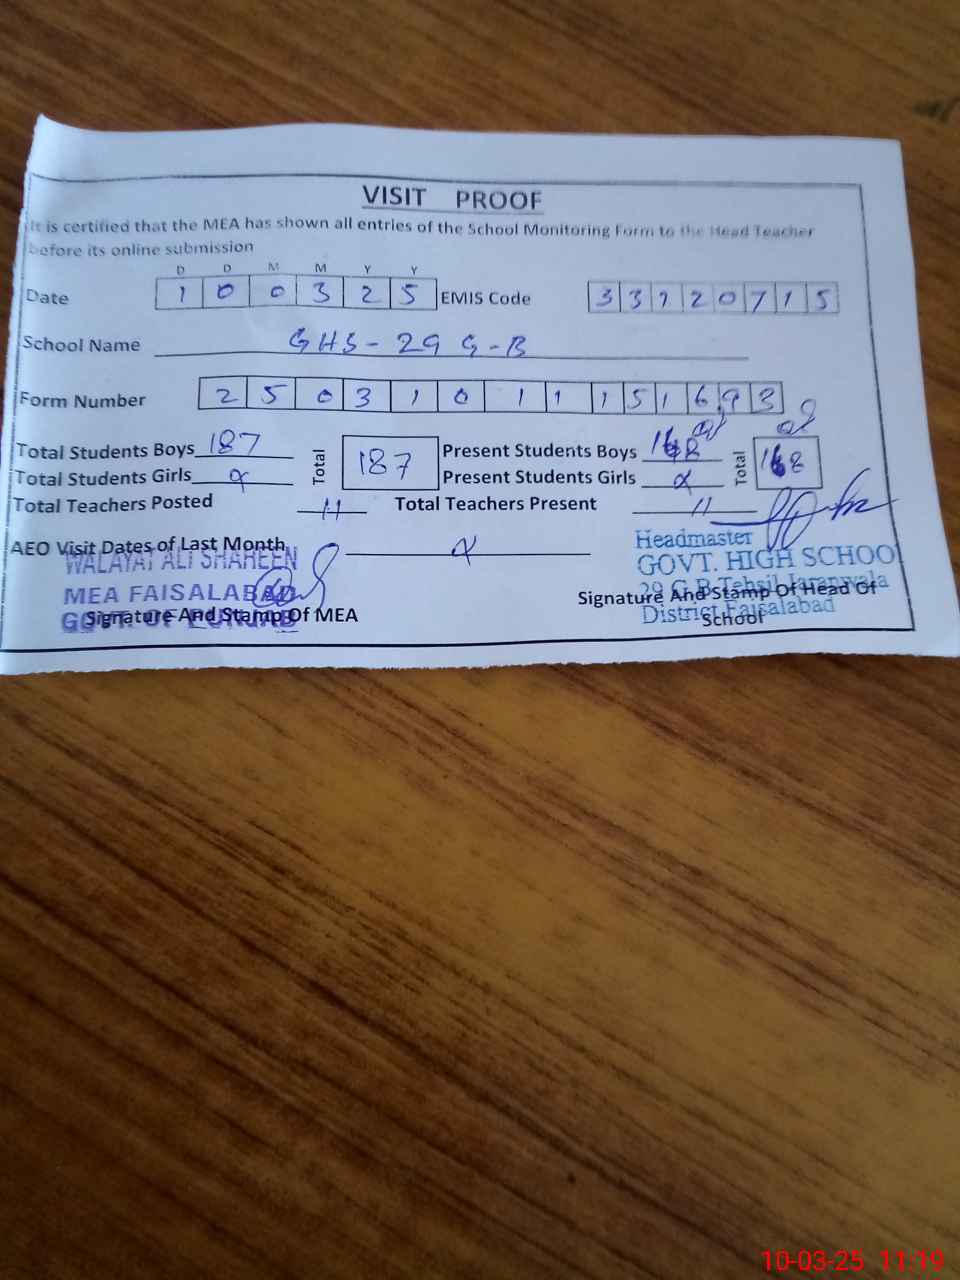 VISIT PROOF
It is certified that the MEA has shown all entries of the School Monitoring Form to the Head Teacher
before its online submission
D D M M Y Y
Date 1 0 0 3 2 5 EMIS Code 3 3 1 2 0 7 1 5
School Name GHS-29 G-B
Form Number 2 5 0 3 1 0 1 1 1 5 1 6 9 3
Total Students Boys 187 Total 187 Present Students Boys 168 Total 168
Total Students Girls Present Students Girls
Total Teachers Posted 11 Total Teachers Present 11
AEO Visit Dates of Last Month
WALAYAT ALI SHAHEEN
MEA FAISALABAD
GOVT. OF PUNJAB
Signature And Stamp Of MEA
Headmaster
GOVT. HIGH SCHOOL
29 G.B Tehsil Jaranwala
District Faisalabad
Signature And Stamp Of Head Of
School
10-03-25 11:19